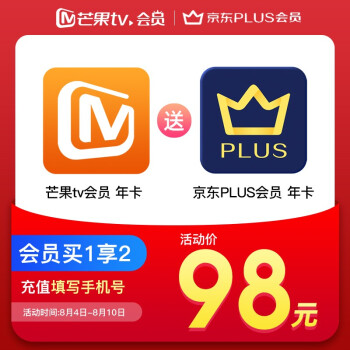 芒果tv.会员 京东PLUS会员
送
PLUS
芒果tv会员 年卡 京东PLUS会员 年卡
会员买1享2
充值填写手机号
活动时间:8月4日-8月10日
活动价
98元